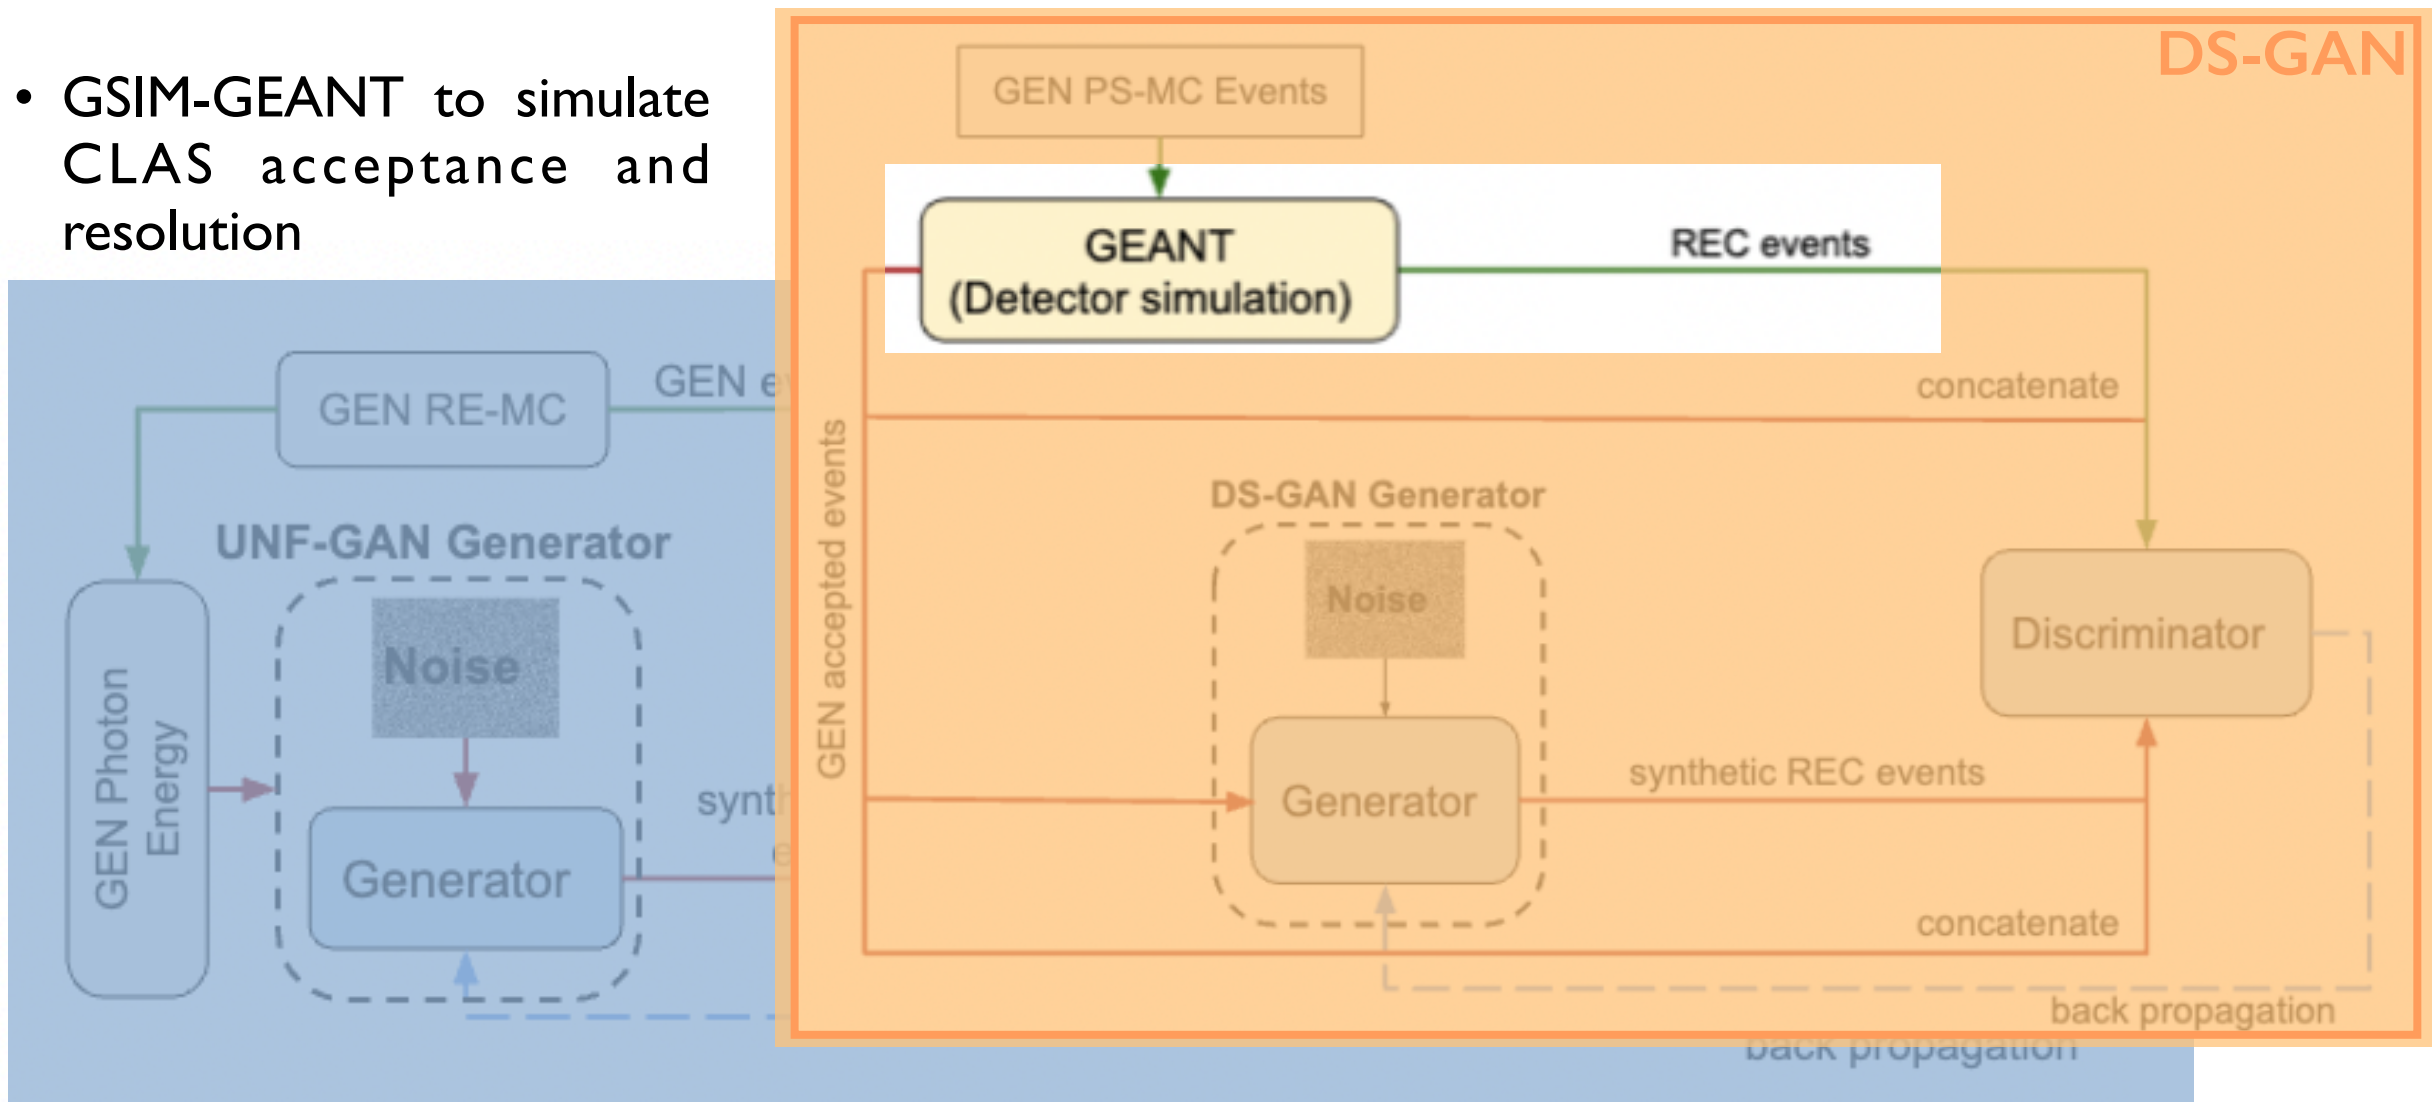 • GSIM-GEANT to simulate
CLAS acceptance and
resolution
DS-GAN
GEN PS-MC Events
GEANT
(Detector simulation)
REC events
concatenate
GEN accepted events
DS-GAN Generator
Noise
Generator
synthetic REC events
Discriminator
concatenate
back propagation
GEN RE-MC
GEN
UNF-GAN Generator
Noise
GEN Photon
Energy
Generator
back propagation